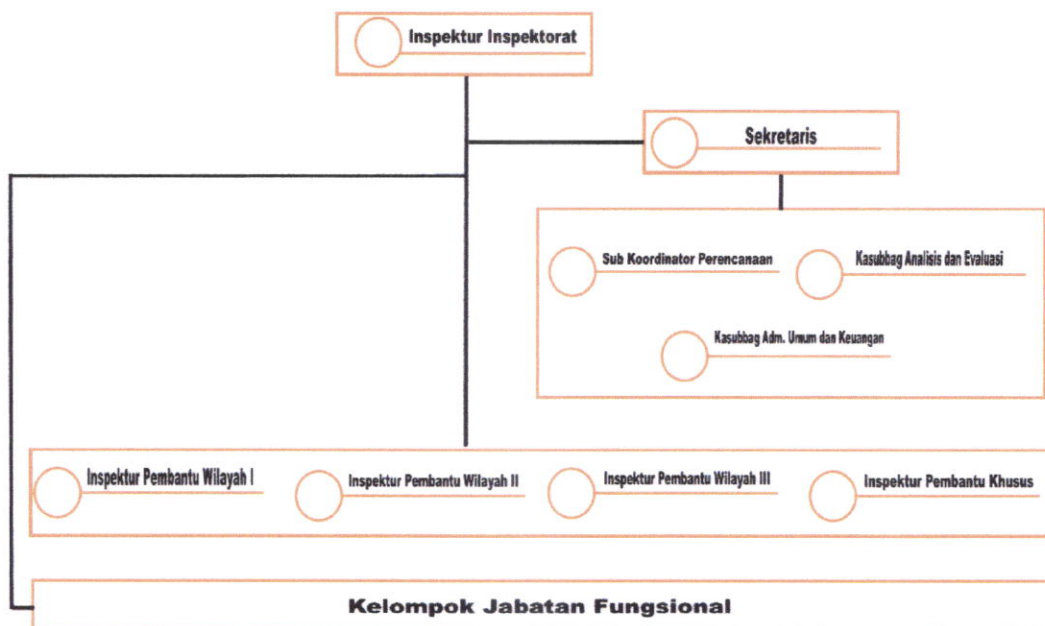 Inspektur Inspektorat
Sekretaris
Sub Koordinator Perencanaan
Kasubbag Analisis dan Evaluasi
Kasubbag Adm. Umum dan Keuangan
Inspektur Pembantu Wilayah I
Inspektur Pembantu Wilayah II
Inspektur Pembantu Wilayah III
Inspektur Pembantu Khusus
Kelompok Jabatan Fungsional